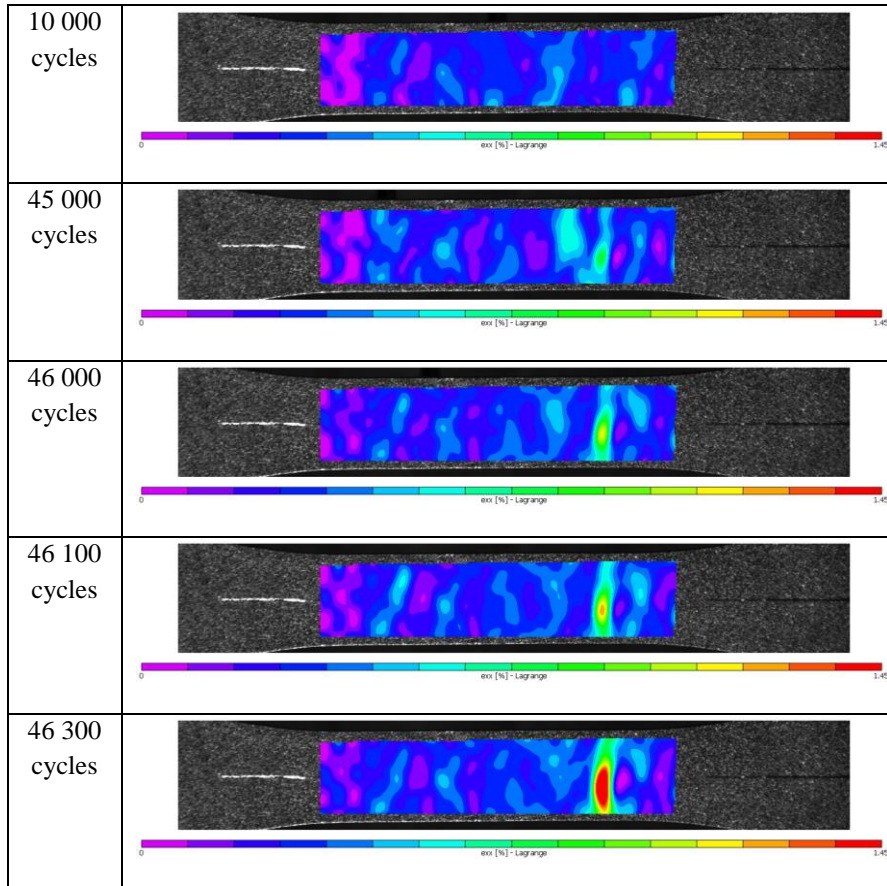 10 000
cycles
0
1.45
exx [%] - Lagrange
45 000
cycles
0
1.45
exx [%] - Lagrange
46 000
cycles
0
1.45
exx [%] - Lagrange
46 100
cycles
0
1.45
exx [%] - Lagrange
46 300
cycles
0
1.45
exx [%] - Lagrange